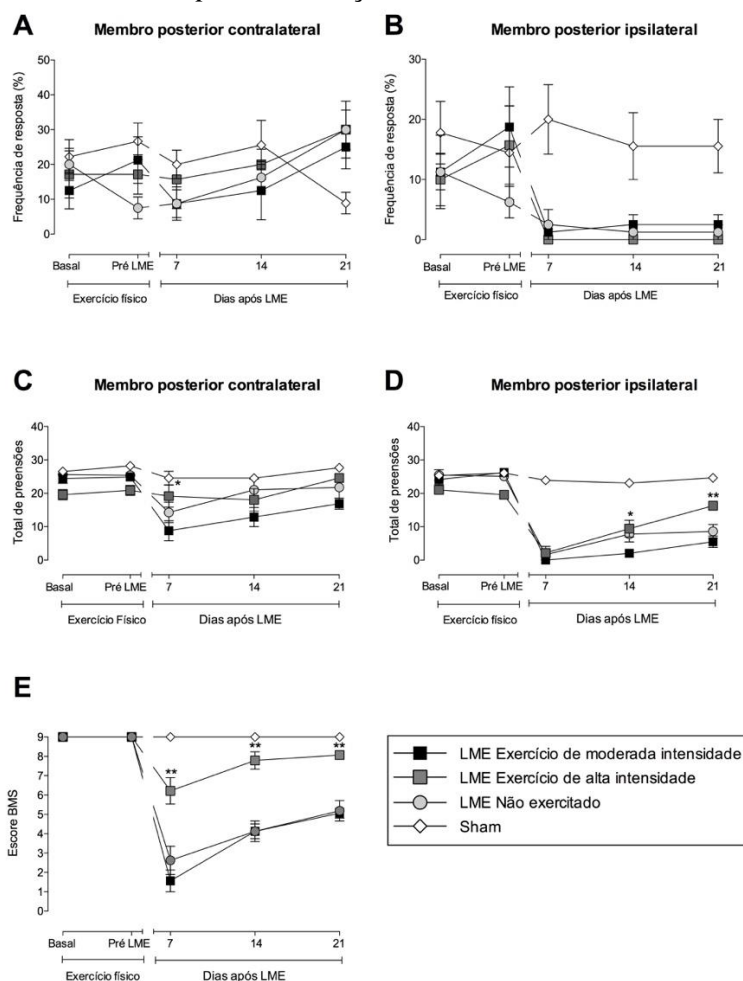 A
Membro posterior contralateral
Frequência de resposta (%)
50
40
30
20
10
0
Basal
Pré LME
7
14
21
Exercício físico
Dias após LME
B
Membro posterior ipsilateral
Frequência de resposta (%)
30
20
10
0
Basal
Pré LME
7
14
21
Exercício físico
Dias após LME
C
Membro posterior contralateral
Total de preensões
40
30
20
10
0
*
Basal
Pré LME
7
14
21
Exercício Físico
Dias após LME
D
Membro posterior ipsilateral
Total de preensões
40
30
20
10
0
*
**
Basal
Pré LME
7
14
21
Exercício físico
Dias após LME
E
Escore BMS
9
8
7
6
5
4
3
2
1
0
**
**
**
Basal
Pré LME
7
14
21
Exercício físico
Dias após LME
LME Exercício de moderada intensidade
LME Exercício de alta intensidade
LME Não exercitado
Sham